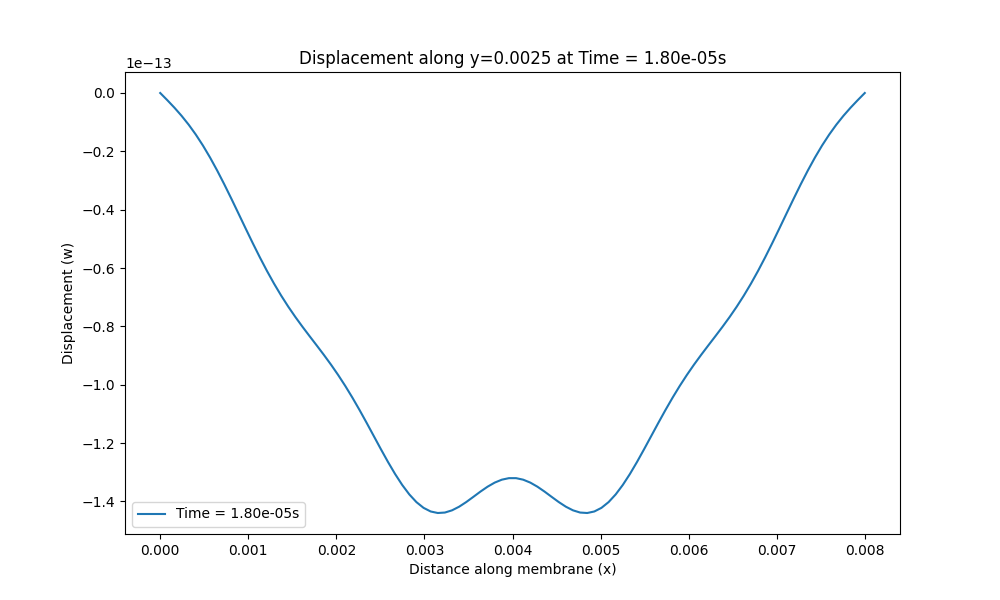 Displacement along y=0.0025 at Time = 1.80e-05s
1e−13
0.0
−0.2
−0.4
−0.6
−0.8
−1.0
−1.2
−1.4
Displacement (w)
Time = 1.80e-05s
0.000 0.001 0.002 0.003 0.004 0.005 0.006 0.007 0.008
Distance along membrane (x)